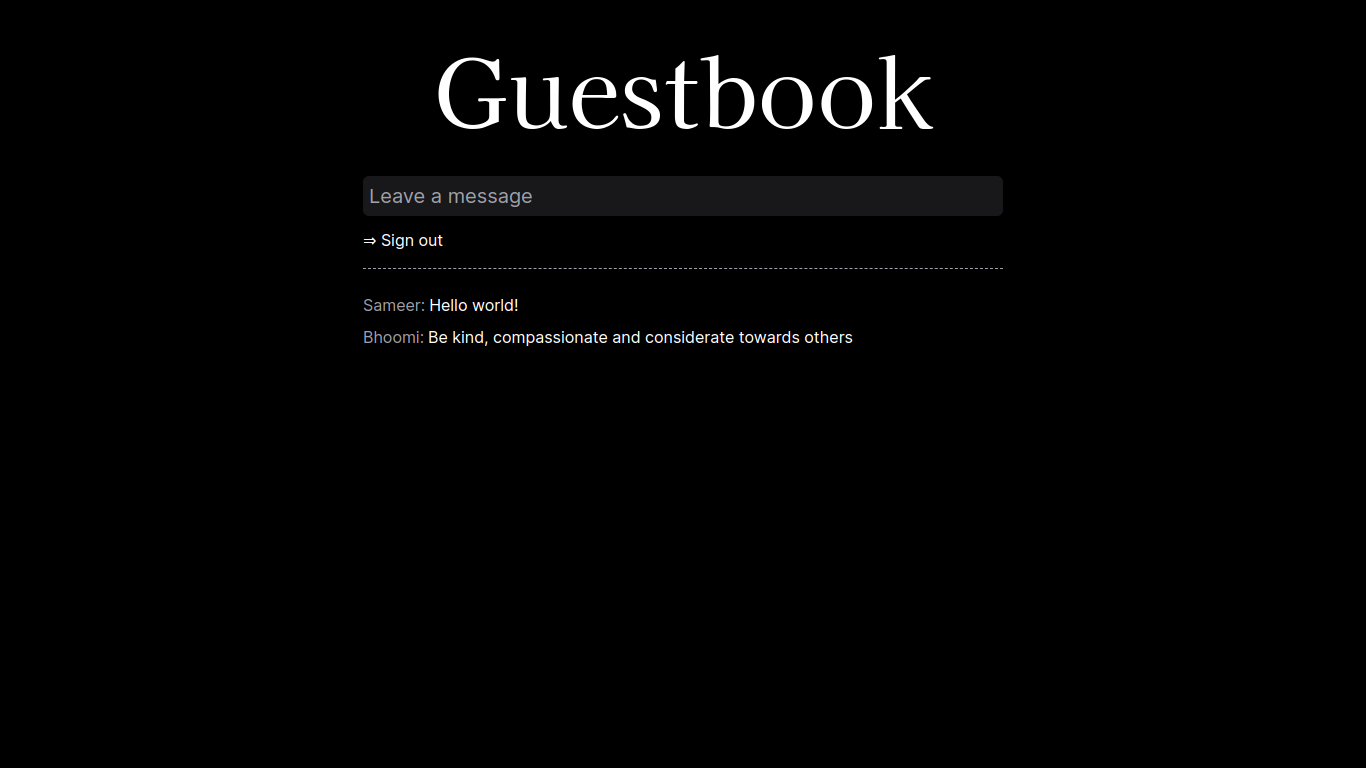 Guestbook
Leave a message
⇒ Sign out
Sameer: Hello world!
Bhoomi: Be kind, compassionate and considerate towards others